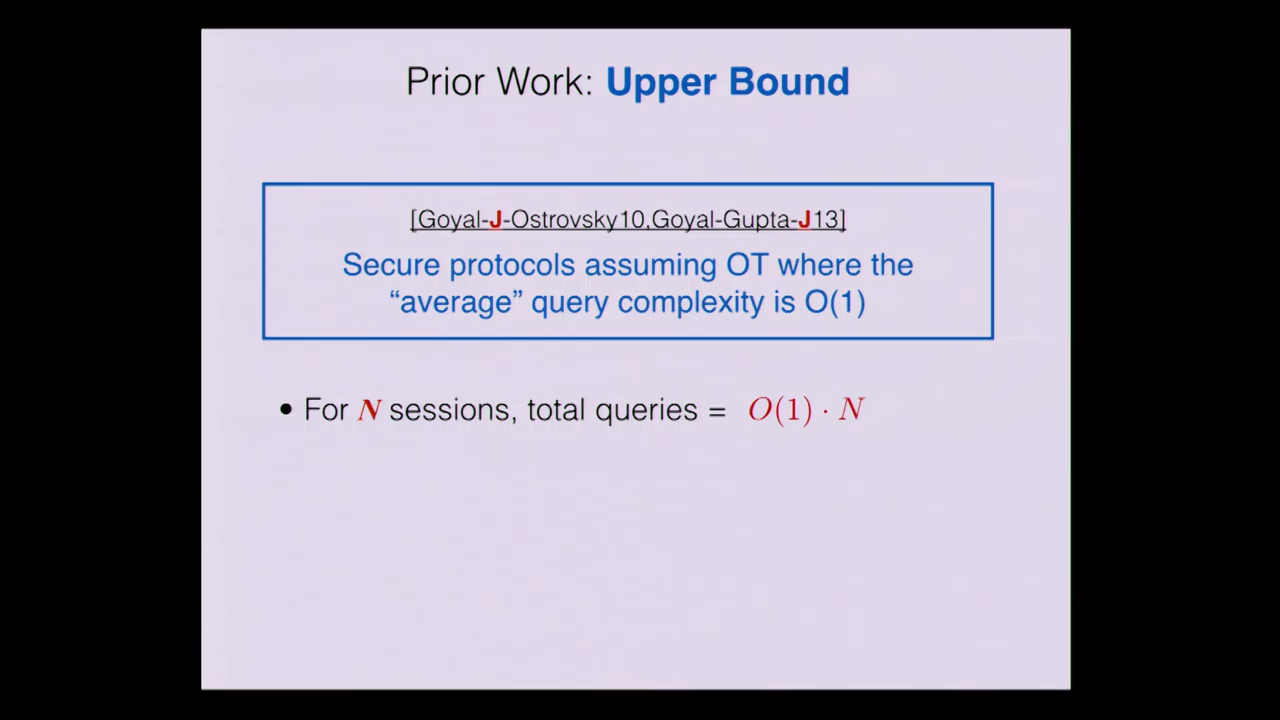 Prior Work: Upper Bound
[Goyal-J-Ostrovsky10,Goyal-Gupta-J13]
Secure protocols assuming OT where the
“average” query complexity is O(1)
• For N sessions, total queries = O(1) · N